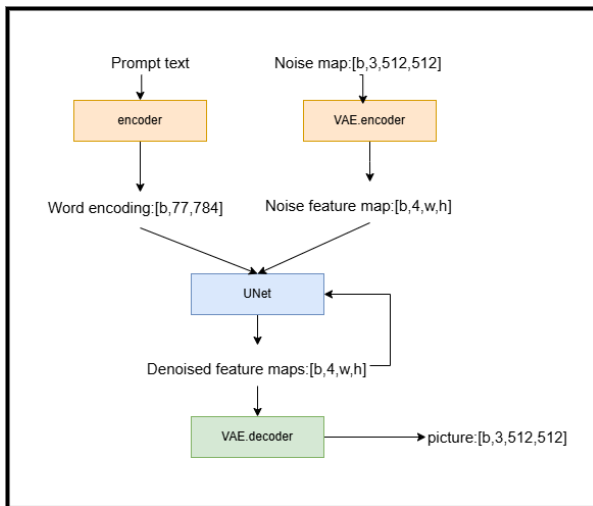 Prompt text
Noise map:[b,3,512,512]
encoder
VAE.encoder
Word encoding:[b,77,784]
Noise feature map:[b,4,w,h]
UNet
Denoised feature maps:[b,4,w,h]
VAE.decoder
picture:[b,3,512,512]